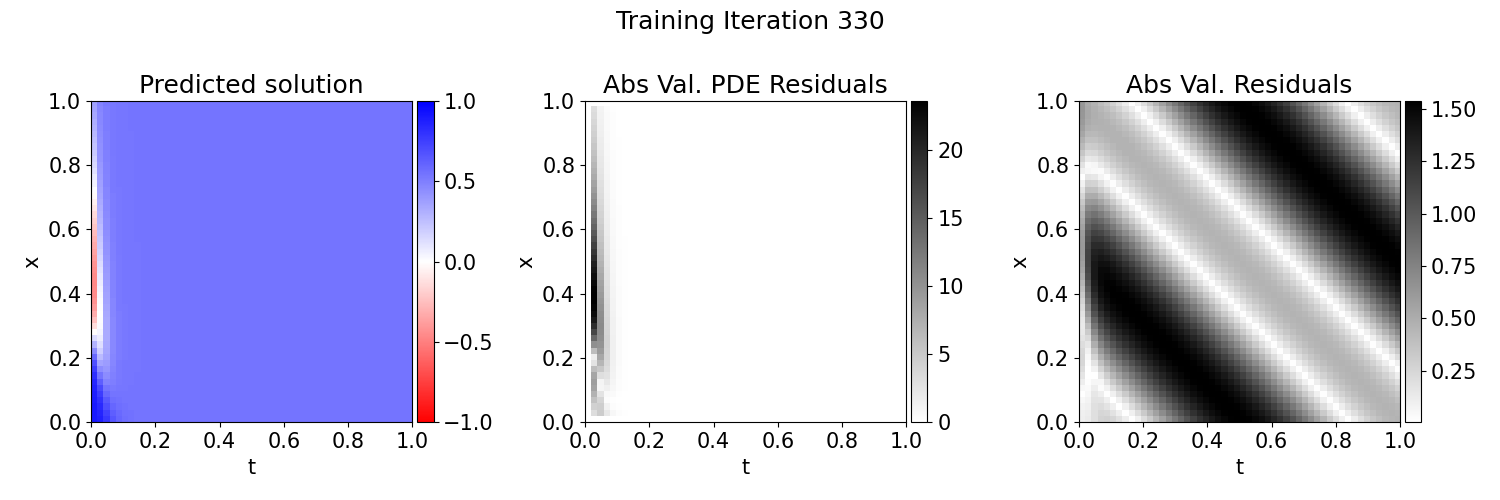 Training Iteration 330
Predicted solution
Abs Val. PDE Residuals
Abs Val. Residuals
1.0
0.8
0.6
0.4
0.2
0.0
x
0.0 0.2 0.4 0.6 0.8 1.0
t
1.0
0.5
0.0
−0.5
−1.0
1.0
0.8
0.6
0.4
0.2
0.0
x
0.0 0.2 0.4 0.6 0.8 1.0
t
20
15
10
5
0
1.0
0.8
0.6
0.4
0.2
0.0
x
0.0 0.2 0.4 0.6 0.8 1.0
t
1.50
1.25
1.00
0.75
0.50
0.25